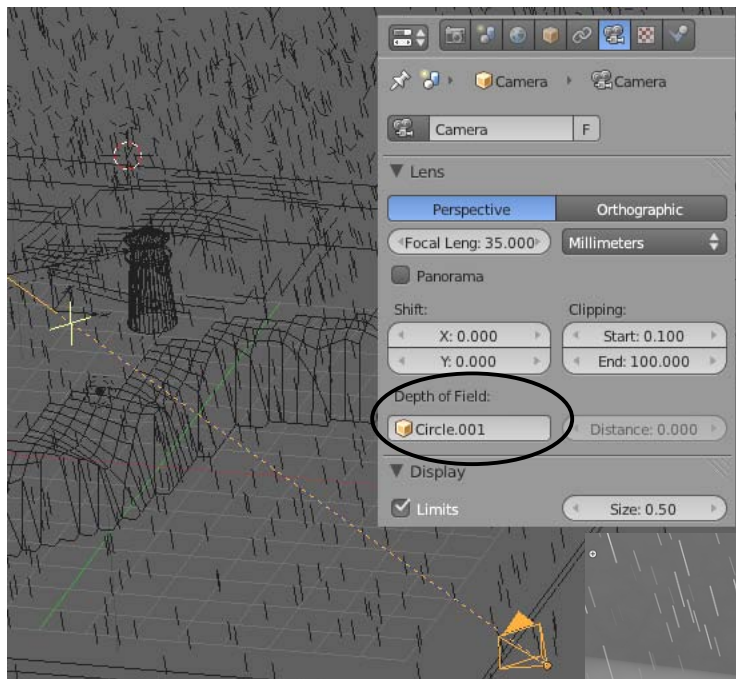 Camera Camera
Camera F
Lens
Perspective Orthographic
Focal Leng: 35.000 Millimeters
Panorama
Shift: Clipping:
X: 0.000 Start: 0.100
Y: 0.000 End: 100.000
Depth of Field:
Circle.001 Distance: 0.000
Display
Limits Size: 0.50